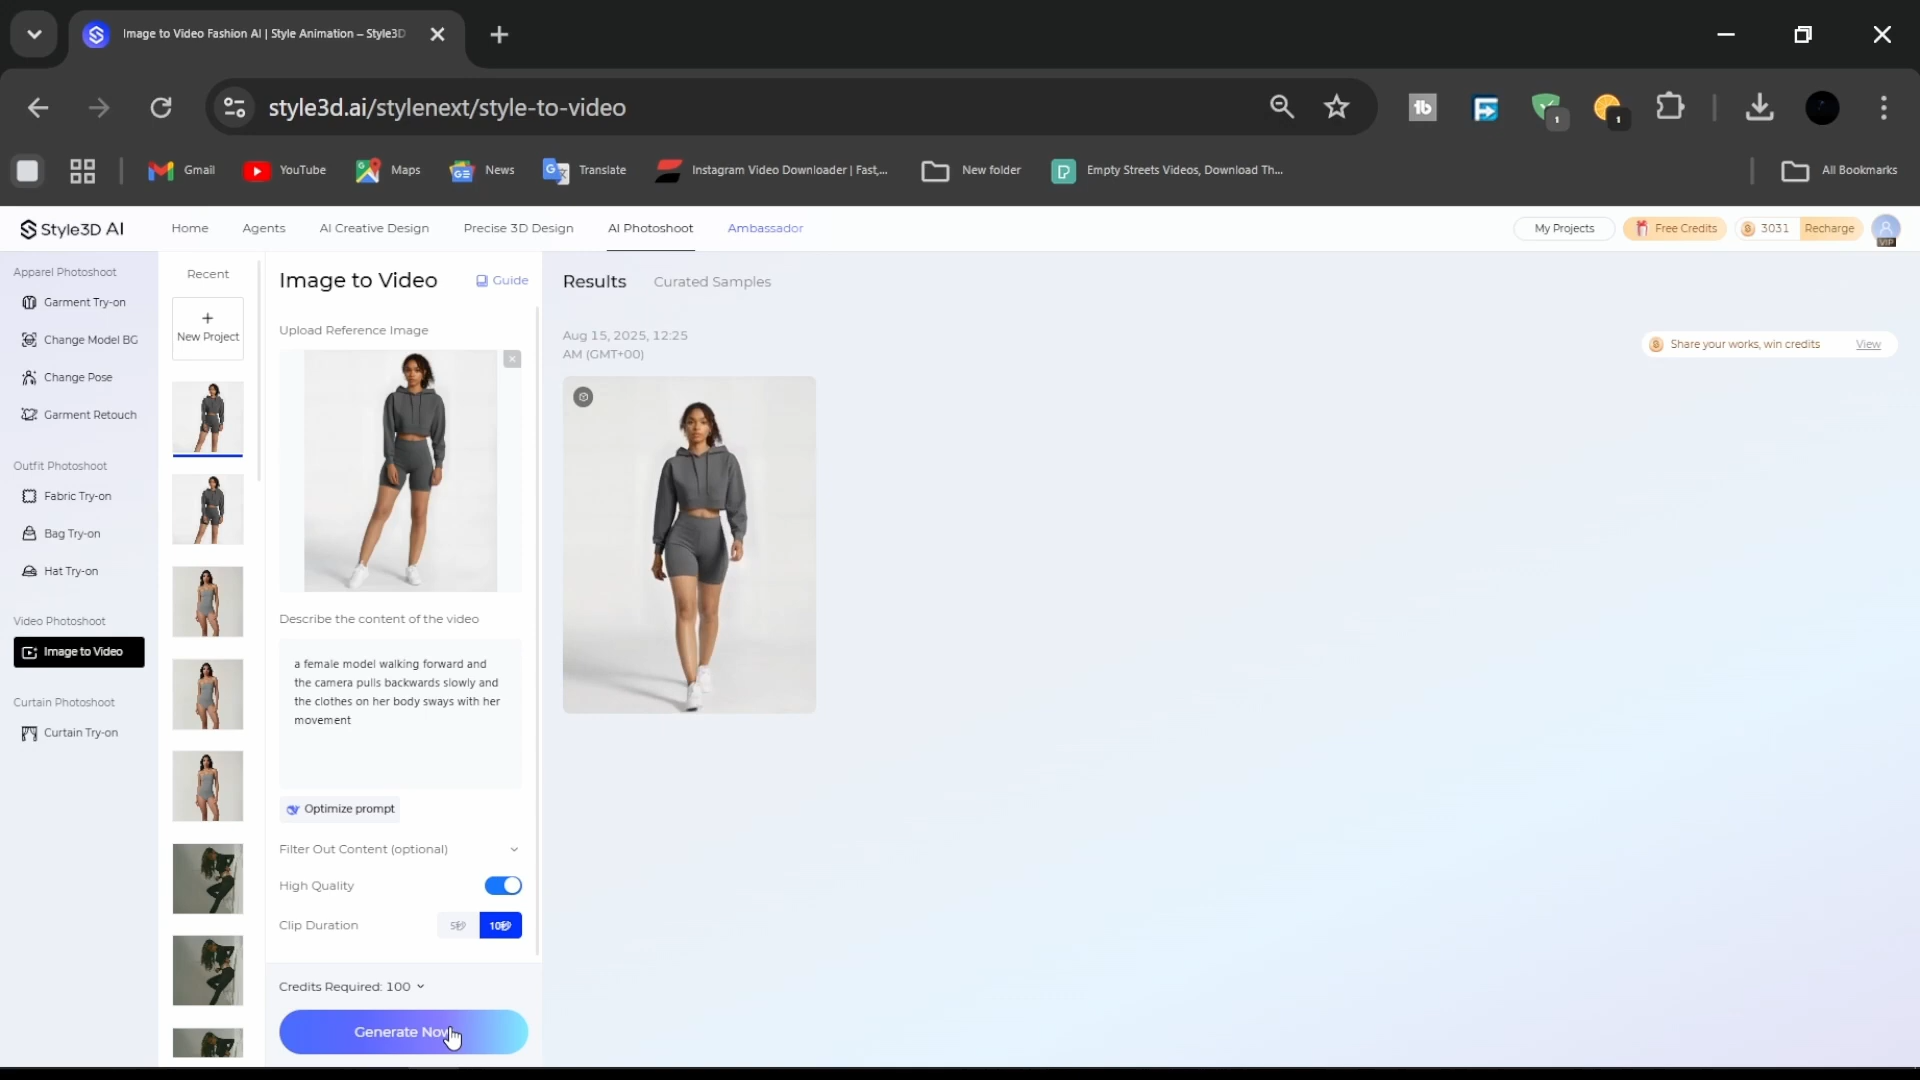 Image to Video Fashion AI | Style Animation – Style3D
style3d.ai/stylenext/style-to-video
1
1
Gmail
YouTube
Maps
News
Translate
Instagram Video Downloader | Fast,...
New folder
Empty Streets Videos, Download Th...
All Bookmarks
Style3D AI
Home
Agents
AI Creative Design
Precise 3D Design
AI Photoshoot
Ambassador
My Projects
Free Credits
3031
Recharge
VIP
Apparel Photoshoot
Garment Try-on
Change Model BG
Change Pose
Garment Retouch
Outfit Photoshoot
Fabric Try-on
Bag Try-on
Hat Try-on
Video Photoshoot
Image to Video
Curtain Photoshoot
Curtain Try-on
Recent
New Project
Image to Video
Guide
Upload Reference Image
Describe the content of the video
a female model walking forward and
the camera pulls backwards slowly and
the clothes on her body sways with her
movement
Optimize prompt
Filter Out Content (optional)
High Quality
Clip Duration
5秒
10秒
Credits Required: 100
Generate Now
Results
Curated Samples
Aug 15, 2025, 12:25
AM (GMT+00)
Share your works, win credits
View